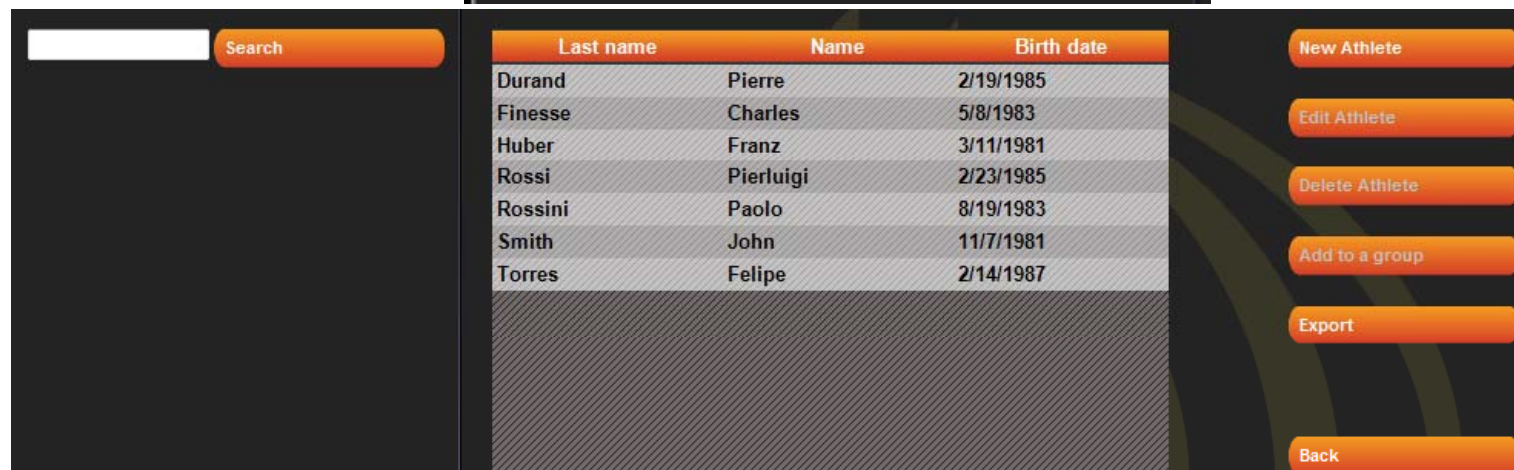 Search
Last name Name Birth date
Durand Pierre 2/19/1985
Finesse Charles 5/8/1983
Huber Franz 3/11/1981
Rossi Pierluigi 2/23/1985
Rossini Paolo 8/19/1983
Smith John 11/7/1981
Torres Felipe 2/14/1987
New Athlete
Edit Athlete
Delete Athlete
Add to a group
Export
Back